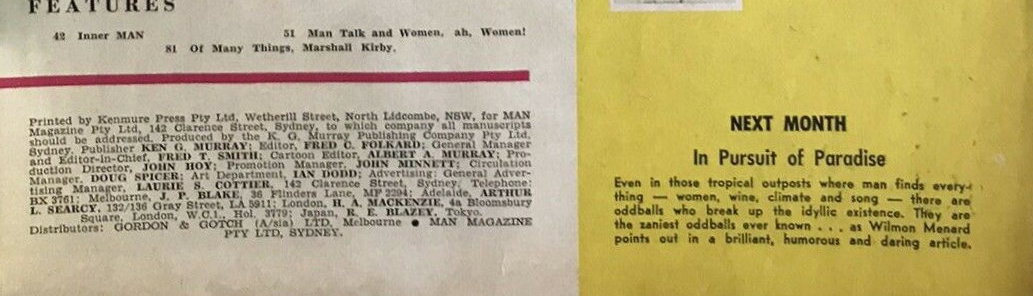 FEATURES
42 Inner MAN 51 Man Talk and Women, ah, Women!
81 Of Many Things, Marshall Kirby.
Printed by Kenmure Press Pty Ltd, Wetherill Street, North Lidcombe, NSW, for MAN
Magazine Pty Ltd, 142 Clarence Street, Sydney, to which company all manuscripts
should be addressed. Produced by the K. G. Murray Publishing Company Pty Ltd,
Sydney. Publisher KEN G. MURRAY; Editor, FRED C. FOLKARD; General Manager
and Editor-in-Chief, FRED T. SMITH; Cartoon Editor, ALBERT A. MURRAY; Pro-
duction Director, JOHN HOY; Promotion Manager, JOHN MINNETT; Circulation
Manager, DOUG SPICER; Art Department, IAN DODD; Advertising: General Adver-
tising Manager, LAURIE S. COTTIER, 142 Clarence Street, Sydney. Telephone:
BX 3761; Melbourne, J. F. BLAKE, 36 Flinders Lane, MF 2294; Adelaide, ARTHUR
L. SEARCY, 132/136 Gray Street, LA 5911; London, H. A. MACKENZIE, 4a Bloomsbury
Square, London, W.C.1., Hol. 3779; Japan, R. E. BLAZEY, Tokyo.
Distributors: GORDON & GOTCH (A/sia) LTD, Melbourne ● MAN MAGAZINE
PTY LTD, SYDNEY.
NEXT MONTH
In Pursuit of Paradise
Even in those tropical outposts where man finds every-
thing — women, wine, climate and song — there are
oddballs who break up the idyllic existence. They are
the zaniest oddballs ever known . . . as Wilmon Menard
points out in a brilliant, humorous and daring article.